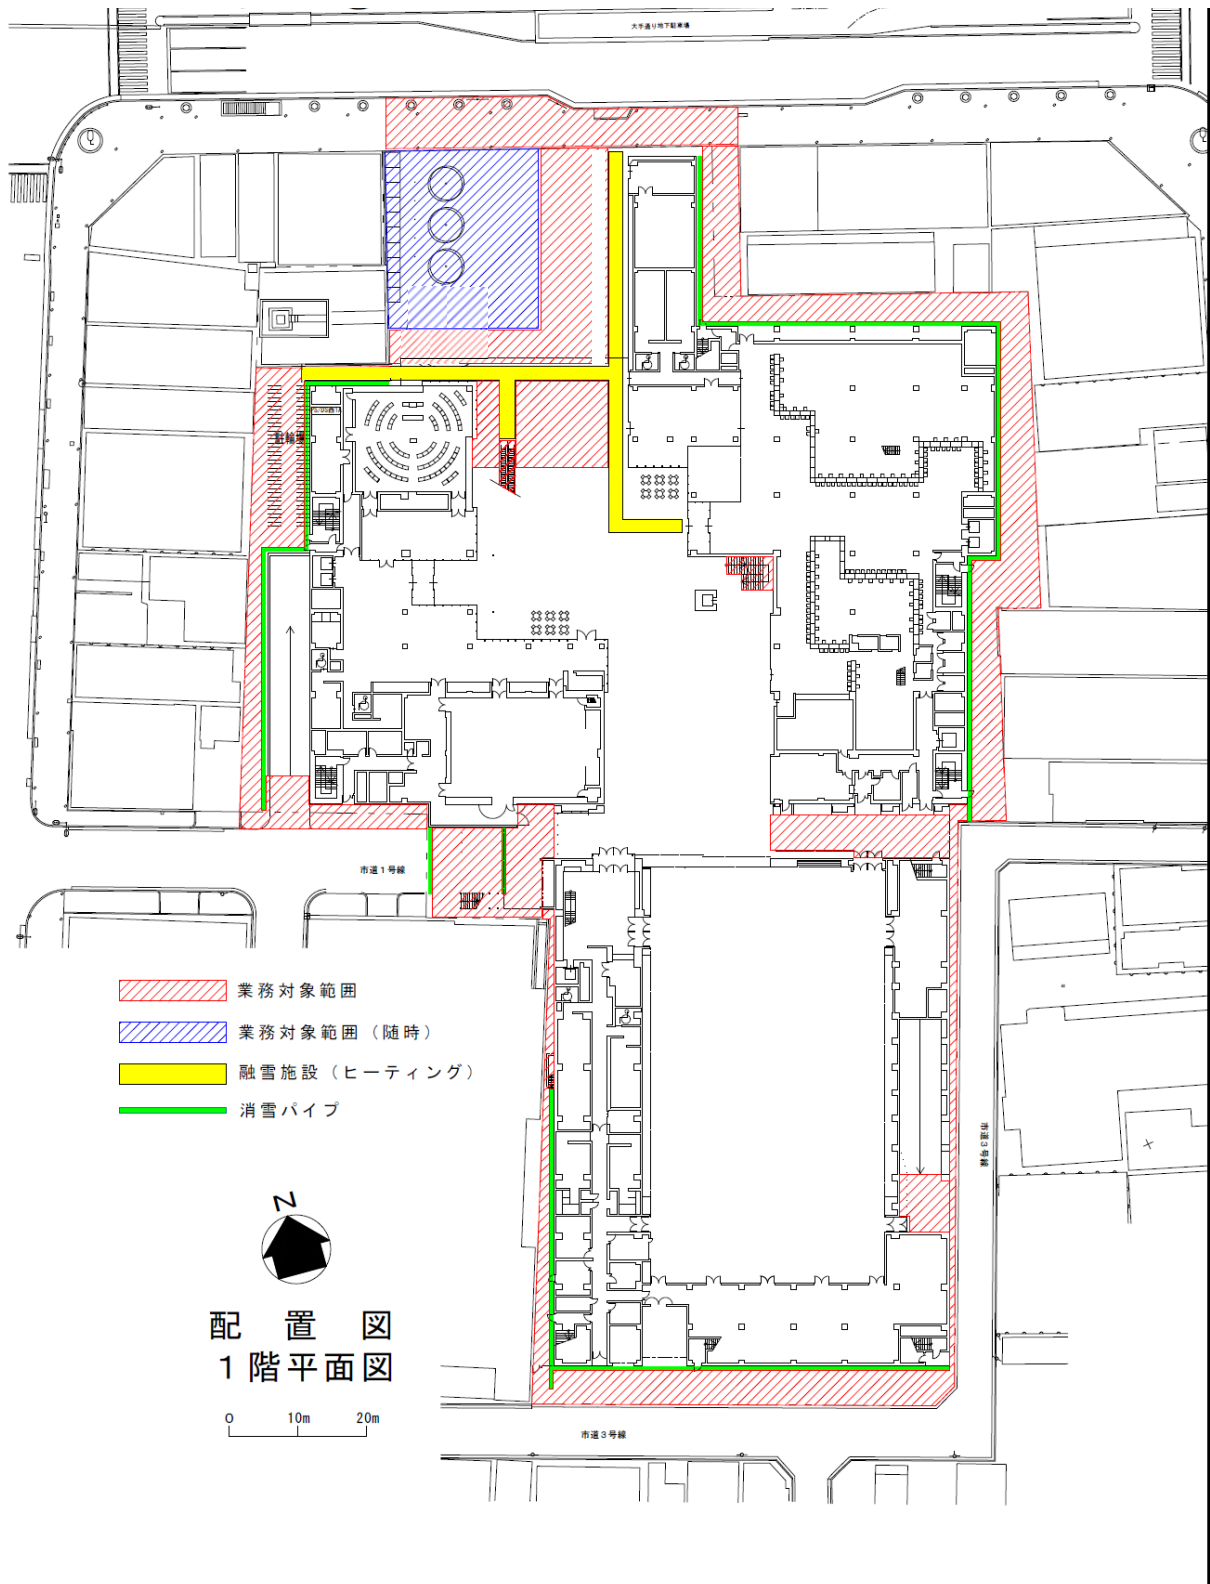 大手通り地下駐車場
駐輪場
市道1号線
業務対象範囲
業務対象範囲（随時）
融雪施設（ヒーティング）
消雪パイプ
市道3号線
N
配置図
1階平面図
0 10m 20m
市道3号線